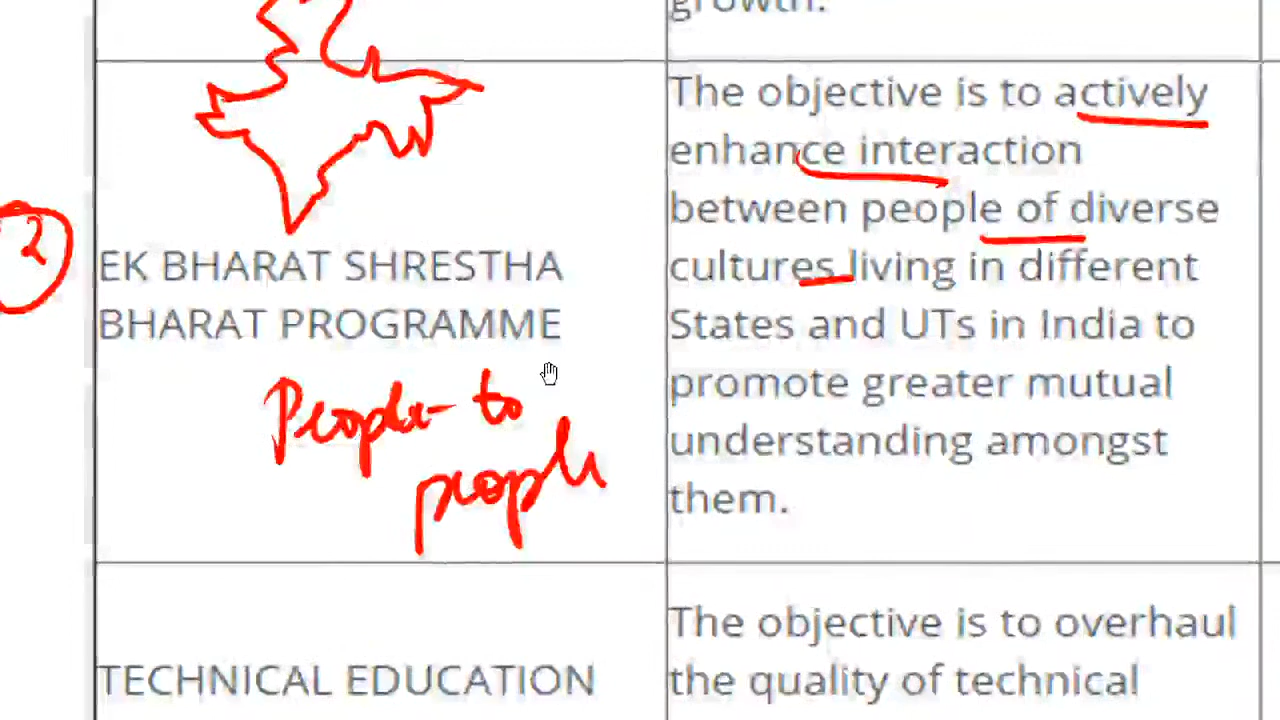 growth.
The objective is to actively
enhance interaction
between people of diverse
cultures living in different
States and UTs in India to
promote greater mutual
understanding amongst
them.
2
EK BHARAT SHRESTHA
BHARAT PROGRAMME
People- to
people
The objective is to overhaul
the quality of technical
TECHNICAL EDUCATION